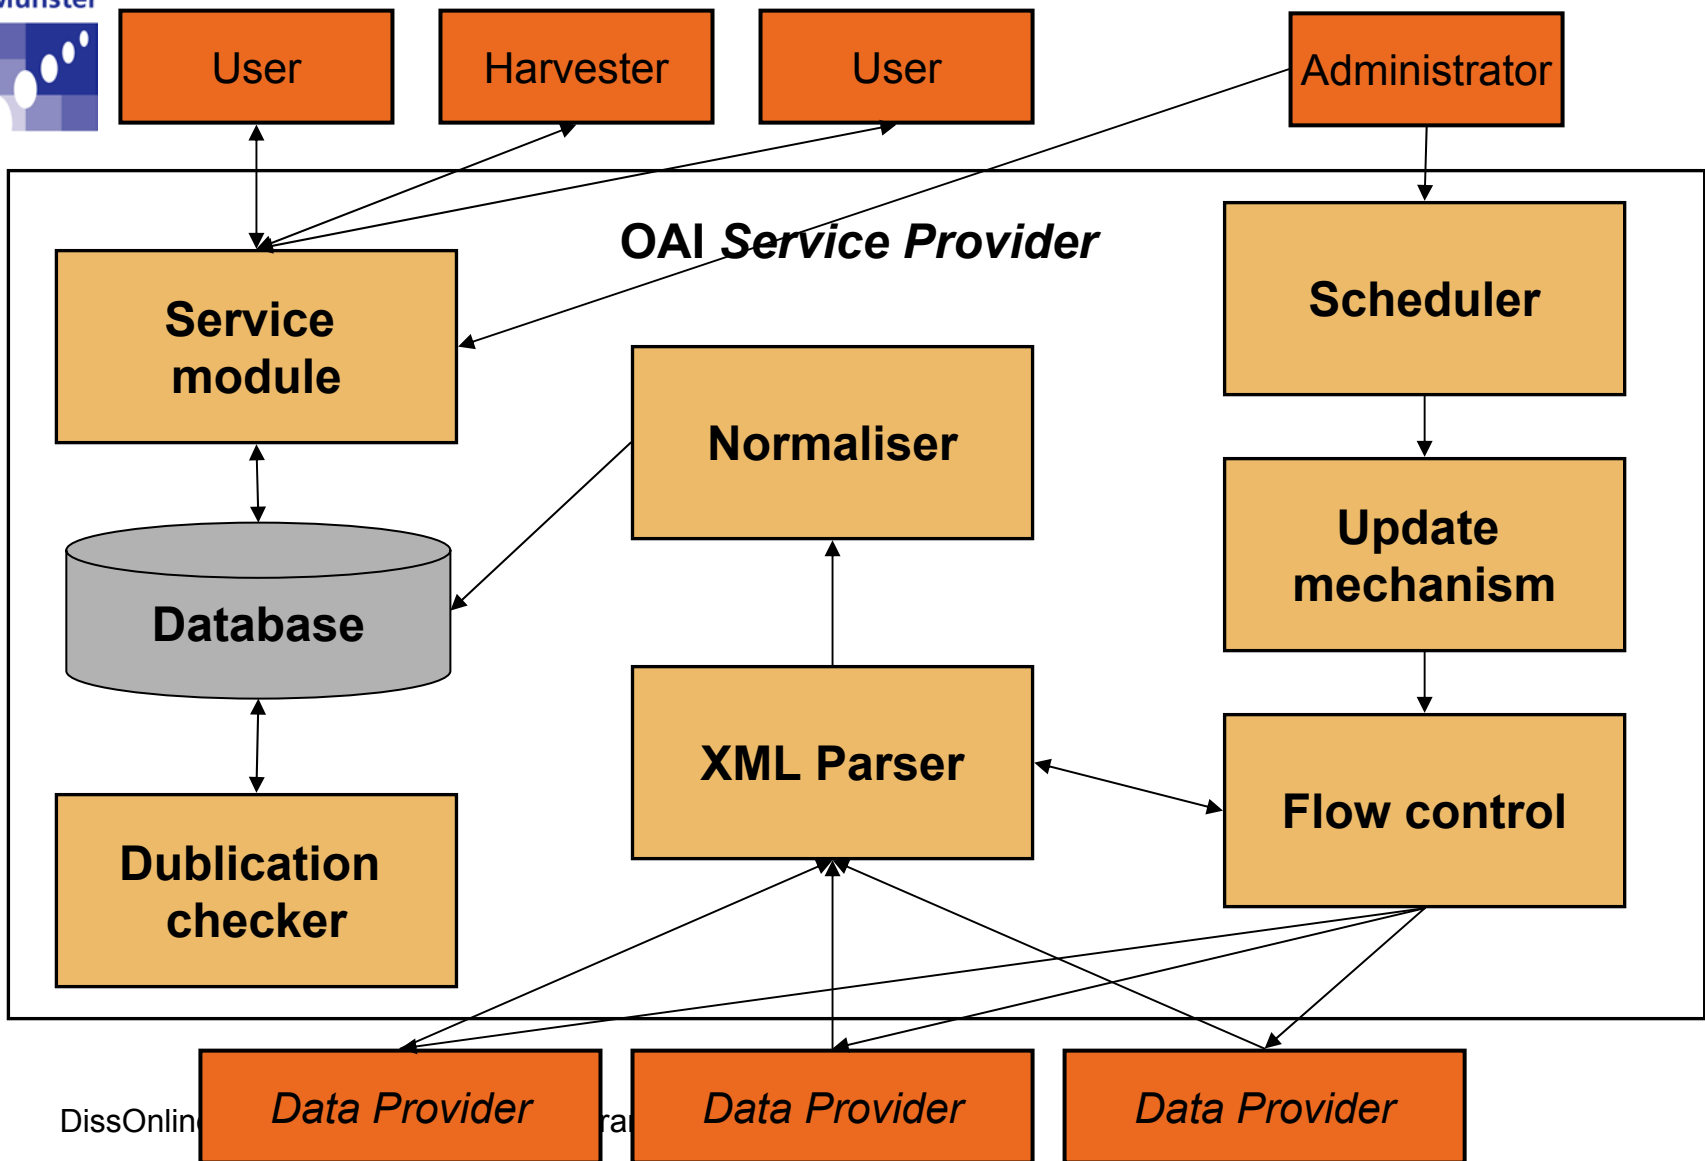 User
Harvester
User
Administrator
OAI Service Provider
Service
module
Scheduler
Normaliser
Update
mechanism
Database
XML Parser
Flow control
Dublication
checker
Data Provider
Data Provider
Data Provider